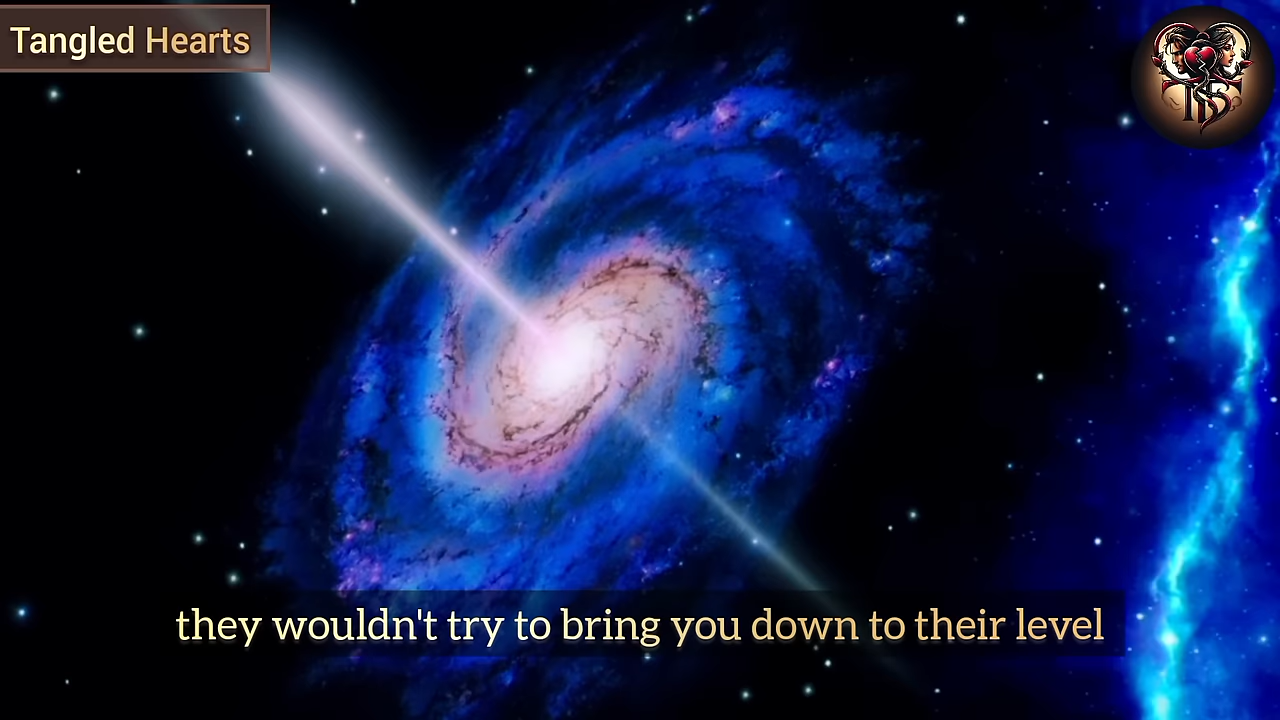 Tangled Hearts
they wouldn't try to bring you down to their level